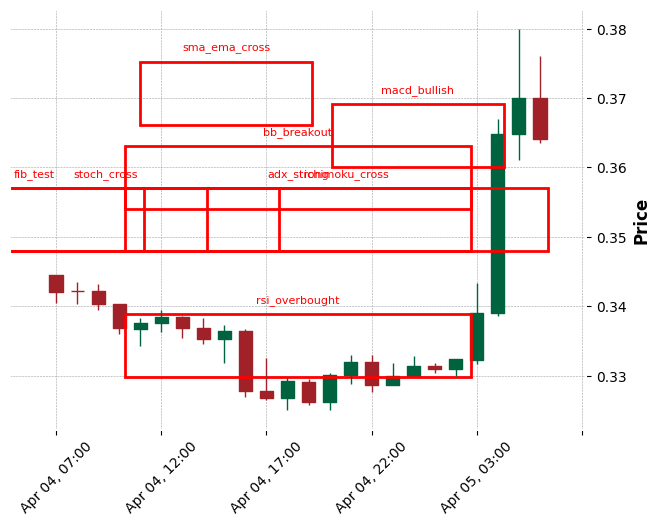 0.38
sma_ema_cross
macd_bullish
0.37
bb_breakout
0.36
fib_test
stoch_cross
adx_strong
ichimoku_cross
0.35
Price
0.34
rsi_overbought
0.33
Apr 04, 07:00
Apr 04, 12:00
Apr 04, 17:00
Apr 04, 22:00
Apr 05, 03:00